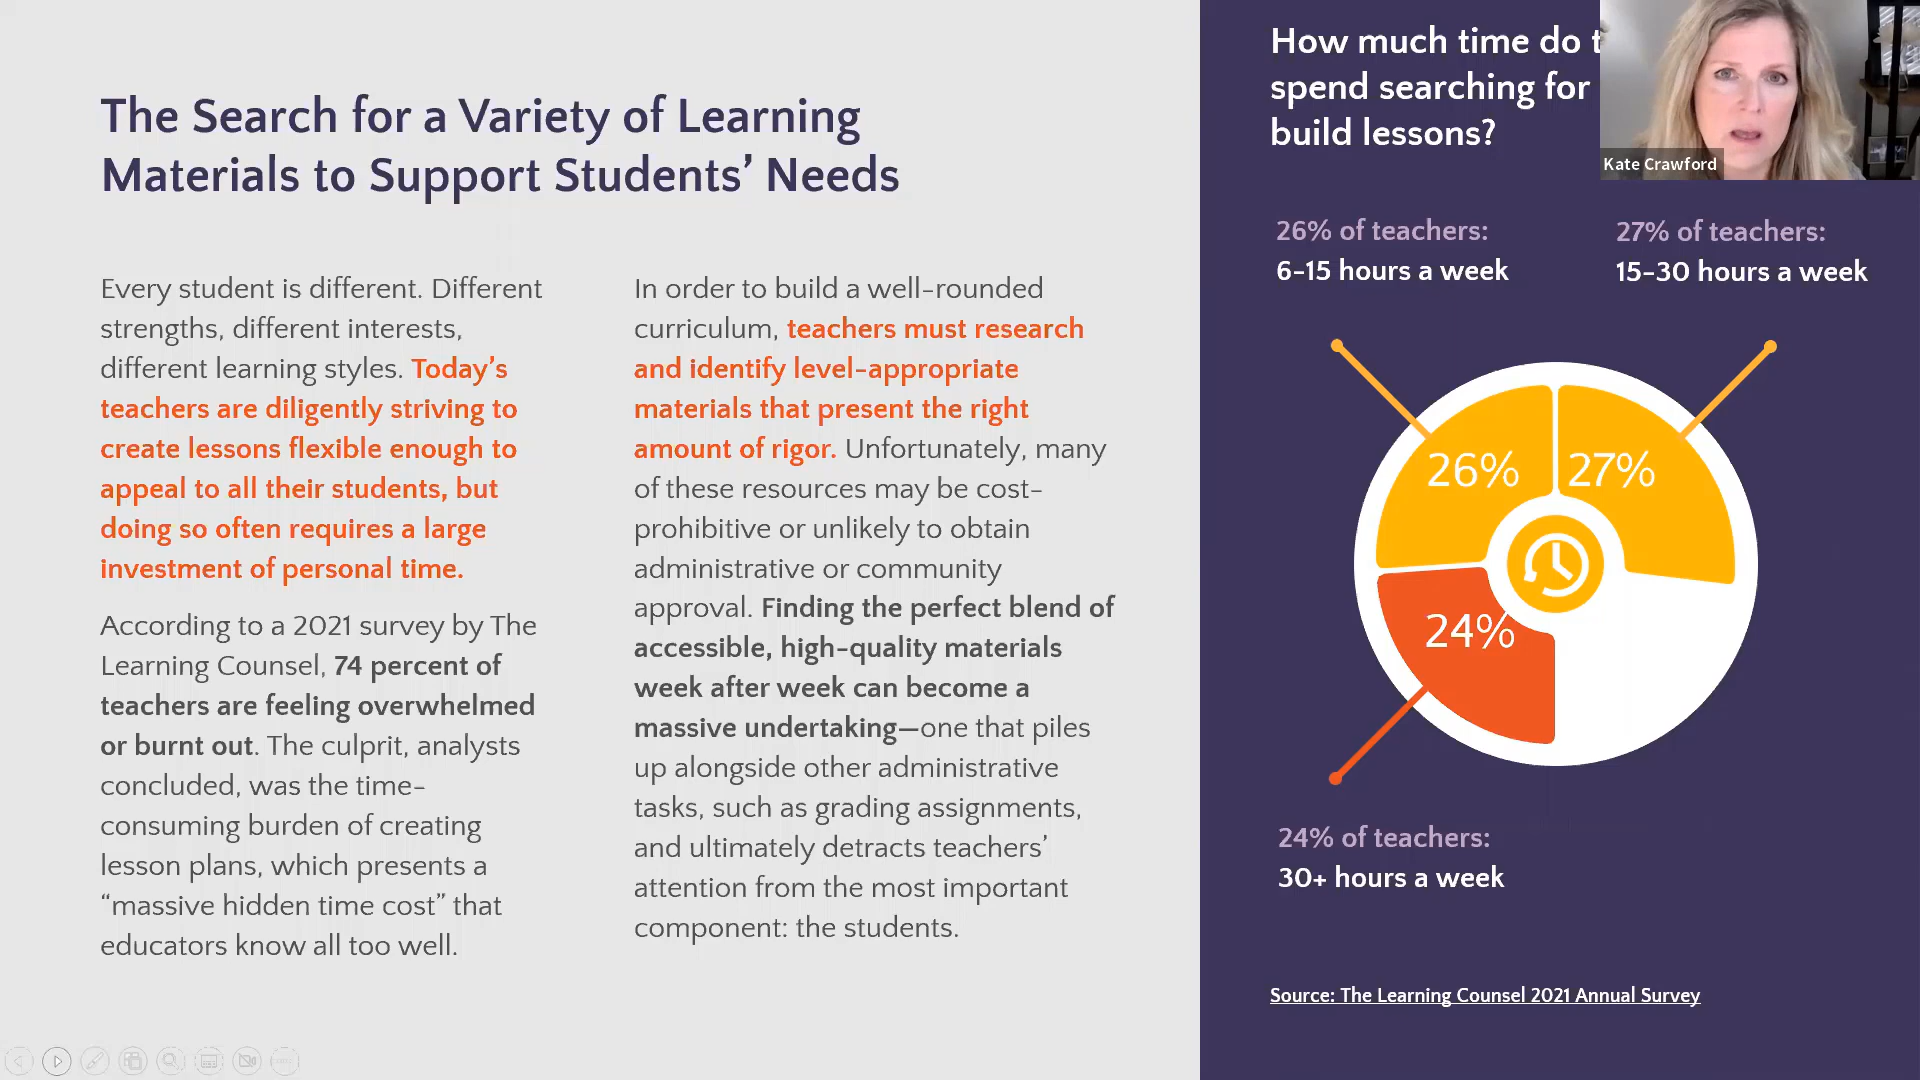 The Search for a Variety of Learning
Materials to Support Students’ Needs
Every student is different. Different
strengths, different interests,
different learning styles. Today’s
teachers are diligently striving to
create lessons flexible enough to
appeal to all their students, but
doing so often requires a large
investment of personal time.
According to a 2021 survey by The
Learning Counsel, 74 percent of
teachers are feeling overwhelmed
or burnt out. The culprit, analysts
concluded, was the time-
consuming burden of creating
lesson plans, which presents a
“massive hidden time cost” that
educators know all too well.
In order to build a well-rounded
curriculum, teachers must research
and identify level-appropriate
materials that present the right
amount of rigor. Unfortunately, many
of these resources may be cost-
prohibitive or unlikely to obtain
administrative or community
approval. Finding the perfect blend of
accessible, high-quality materials
week after week can become a
massive undertaking—one that piles
up alongside other administrative
tasks, such as grading assignments,
and ultimately detracts teachers’
attention from the most important
component: the students.
How much time do
spend searching for
build lessons?
Kate Crawford
26% of teachers:
6-15 hours a week
27% of teachers:
15-30 hours a week
26%
27%
24%
24% of teachers:
30+ hours a week
Source: The Learning Counsel 2021 Annual Survey